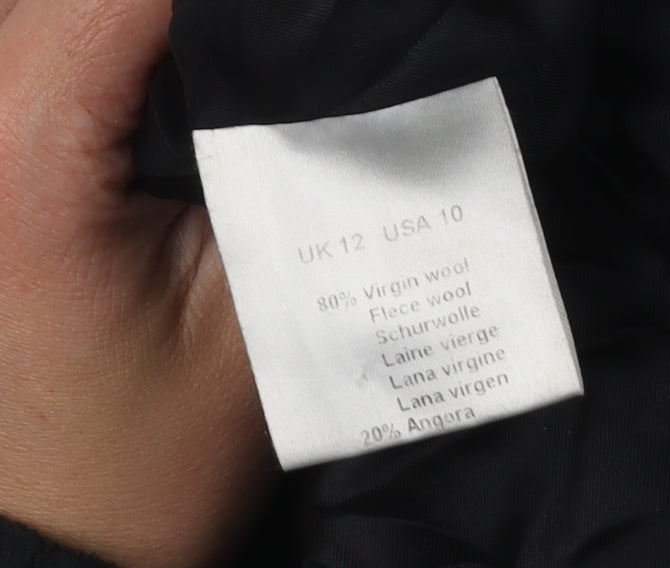 UK 12 USA 10
80% Virgin wool
Flece wool
Schurwolle
Laine vierge
Lana virgine
Lana virgen
20% Angora